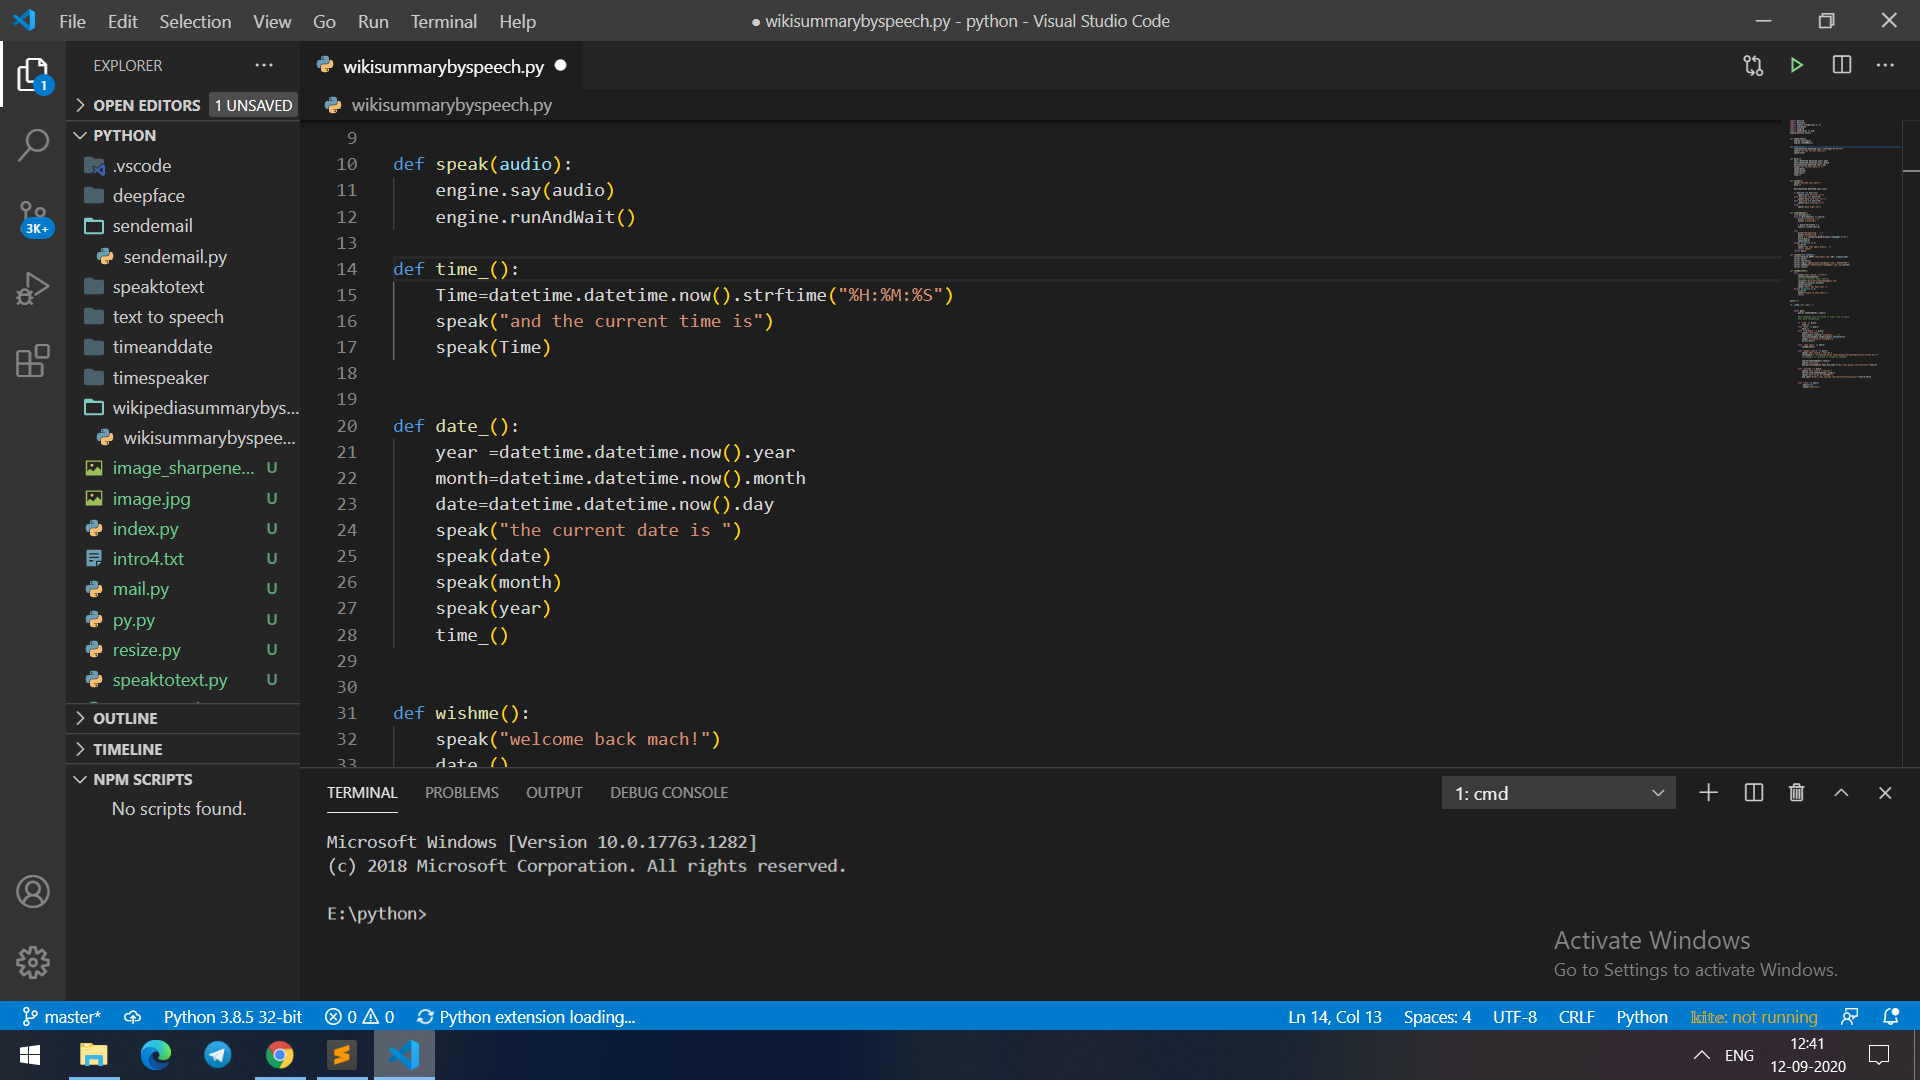 File Edit Selection View Go Run Terminal Help
● wikisummarybyspeech.py - python - Visual Studio Code
EXPLORER
wikisummarybyspeech.py
1
OPEN EDITORS 1 UNSAVED
wikisummarybyspeech.py
PYTHON
.vscode
deepface
sendemail
3K+
sendemail.py
speaktotext
text to speech
timeanddate
timespeaker
wikipediasummarybys...
wikisummarybyspee...
image_sharpene... U
image.jpg U
index.py U
intro4.txt U
mail.py U
py.py U
resize.py U
speaktotext.py U
OUTLINE
TIMELINE
NPM SCRIPTS
No scripts found.
9
10 def speak(audio):
11 engine.say(audio)
12 engine.runAndWait()
13
14 def time_():
15 Time=datetime.datetime.now().strftime("%H:%M:%S")
16 speak("and the current time is")
17 speak(Time)
18
19
20 def date_():
21 year =datetime.datetime.now().year
22 month=datetime.datetime.now().month
23 date=datetime.datetime.now().day
24 speak("the current date is ")
25 speak(date)
26 speak(month)
27 speak(year)
28 time_()
29
30
31 def wishme():
32 speak("welcome back mach!")
33 date_()
TERMINAL PROBLEMS OUTPUT DEBUG CONSOLE
1: cmd
Microsoft Windows [Version 10.0.17763.1282]
(c) 2018 Microsoft Corporation. All rights reserved.
E:\python>
Activate Windows
Go to Settings to activate Windows.
master* Python 3.8.5 32-bit 0 0 Python extension loading...
Ln 14, Col 13 Spaces: 4 UTF-8 CRLF Python kite: not running
ENG
12:41
12-09-2020